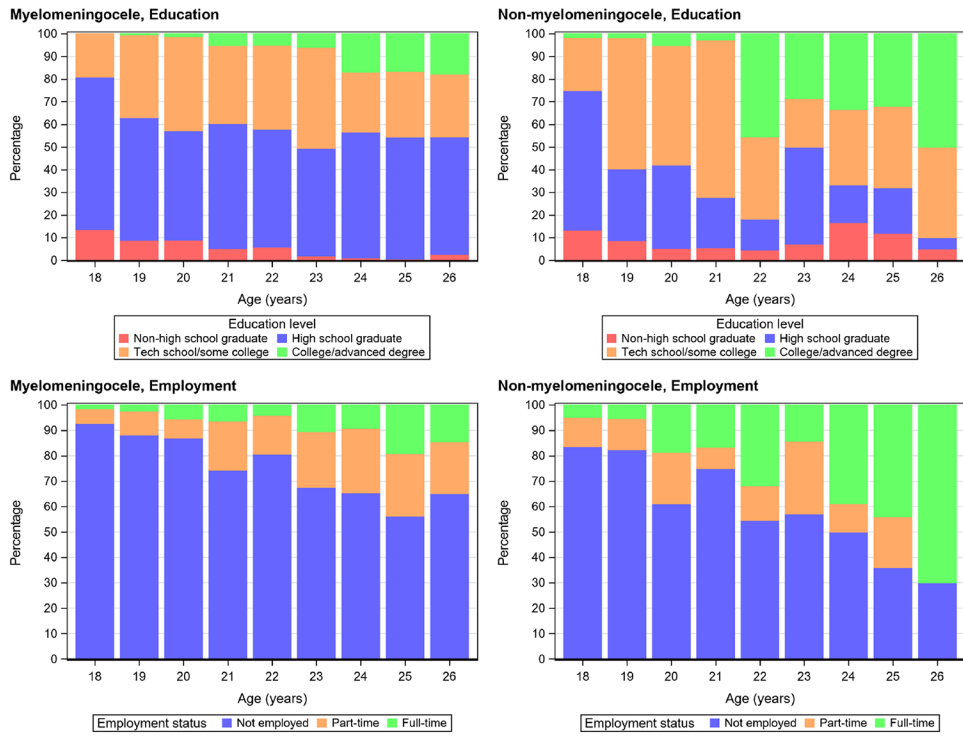 Myelomeningocele, Education
100
90
80
70
60
50
40
30
20
10
0
Percentage
18 19 20 21 22 23 24 25 26
Age (years)
Education level
Non-high school graduate High school graduate
Tech school/some college College/advanced degree
Non-myelomeningocele, Education
100
90
80
70
60
50
40
30
20
10
0
Percentage
18 19 20 21 22 23 24 25 26
Age (years)
Education level
Non-high school graduate High school graduate
Tech school/some college College/advanced degree
Myelomeningocele, Employment
100
90
80
70
60
50
40
30
20
10
0
Percentage
18 19 20 21 22 23 24 25 26
Age (years)
Employment status Not employed Part-time Full-time
Non-myelomeningocele, Employment
100
90
80
70
60
50
40
30
20
10
0
Percentage
18 19 20 21 22 23 24 25 26
Age (years)
Employment status Not employed Part-time Full-time